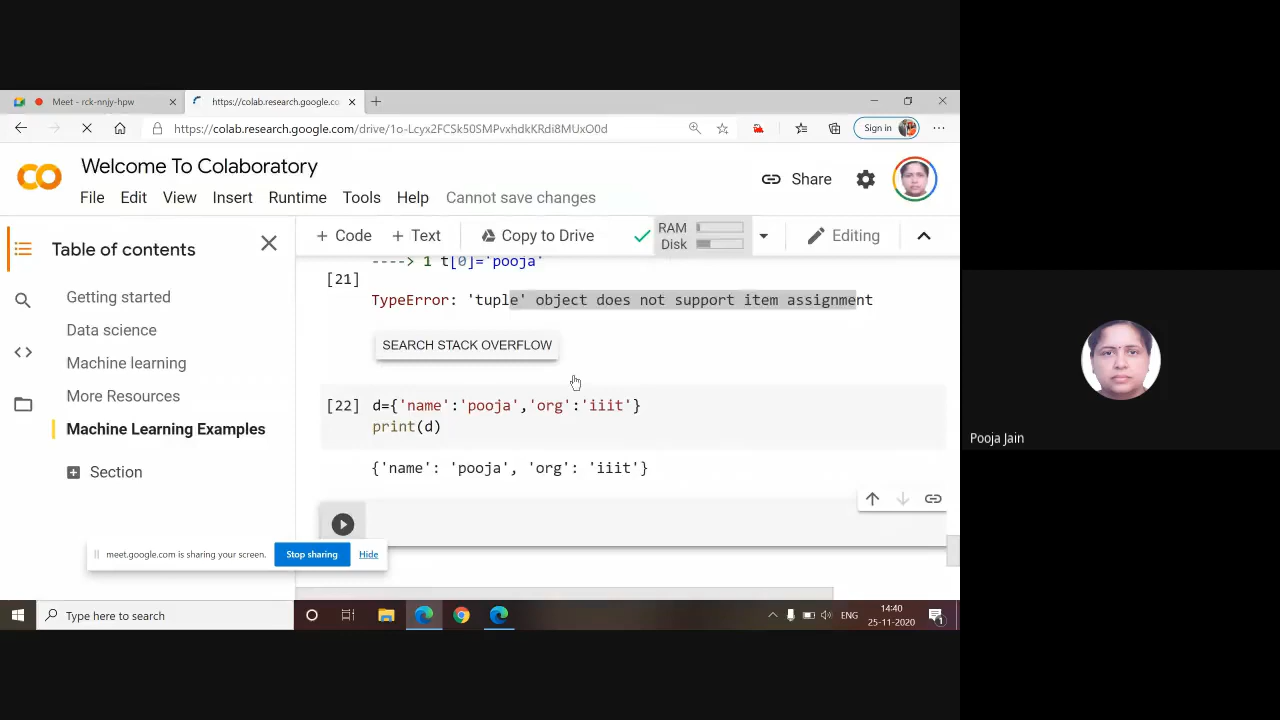 Meet - rck-nnjy-hpw
https://colab.research.google.co
https://colab.research.google.com/drive/1o-Lcyx2FCSk50SMPvxhdkKRdi8MUxO0d
Sign in
CO
Welcome To Colaboratory
Share
File Edit View Insert Runtime Tools Help Cannot save changes
+ Code + Text Copy to Drive RAM Disk Editing
Table of contents
Getting started
Data science
Machine learning
More Resources
Machine Learning Examples
Section
----> 1 t[0]='pooja'
[21]
TypeError: 'tuple' object does not support item assignment
SEARCH STACK OVERFLOW
[22] d={'name':'pooja','org':'iiit'}
print(d)
{'name': 'pooja', 'org': 'iiit'}
meet.google.com is sharing your screen. Stop sharing Hide
Type here to search
ENG
14:40
25-11-2020
1
Pooja Jain